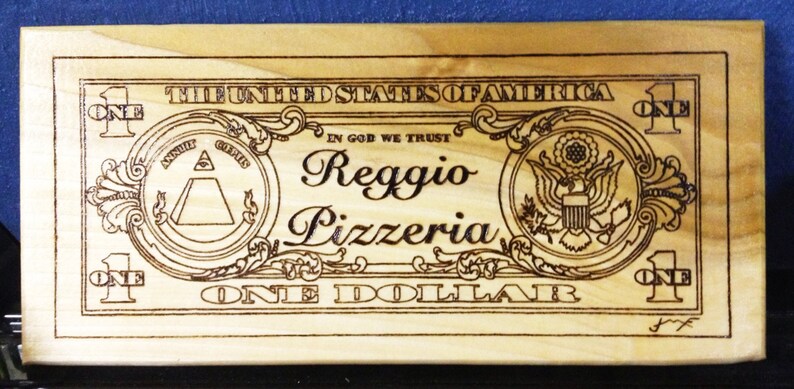 THE UNITED STATES OF AMERICA
1 ONE
1 ONE
IN GOD WE TRUST
ANNUIT COEPTIS
Reggio
Pizzeria
1 ONE
1 ONE
ONE DOLLAR